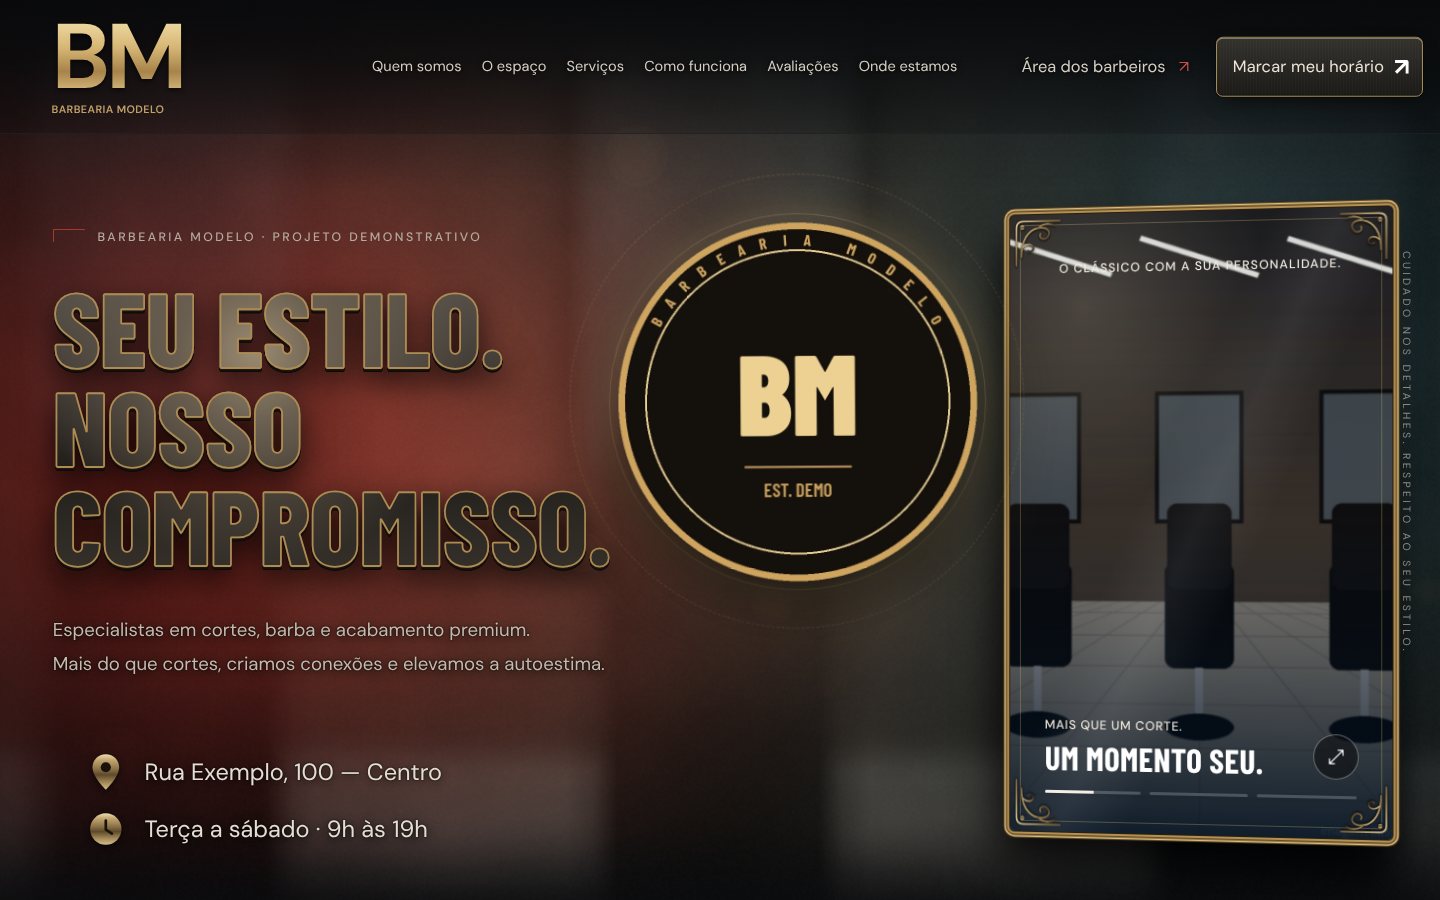 BM
BARBEARIA MODELO
Quem somos
O espaço
Serviços
Como funciona
Avaliações
Onde estamos
Área dos barbeiros
Marcar meu horário
BARBEARIA MODELO · PROJETO DEMONSTRATIVO
SEU ESTILO.
NOSSO
COMPROMISSO.
Especialistas em cortes, barba e acabamento premium.
Mais do que cortes, criamos conexões e elevamos a autoestima.
Rua Exemplo, 100 — Centro
Terça a sábado · 9h às 19h
BARBEARIA MODELO
BM
EST. DEMO
O CLÁSSICO COM A SUA PERSONALIDADE.
MAIS QUE UM CORTE.
UM MOMENTO SEU.
CUIDADO NOS DETALHES. RESPEITO AO SEU ESTILO.